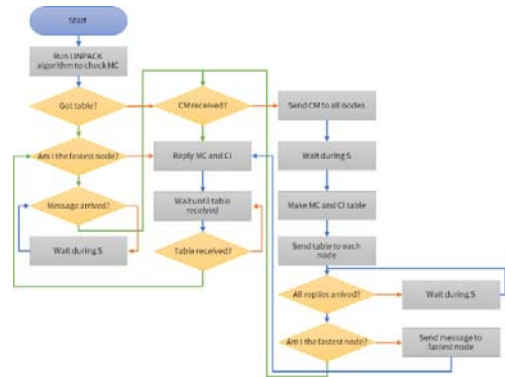 Start
Run LINPACK
algorithm to check MC
Got table?
CM received?
Send CM to all nodes
Am I the fastest node?
Reply MC and CI
Wait during S
Message arrived?
Wait until table
received
Make MC and CI table
Wait during S
Table received?
Send table to each
node
All replies arrived?
Wait during S
Am I the fastest node?
Send message to
fastest node